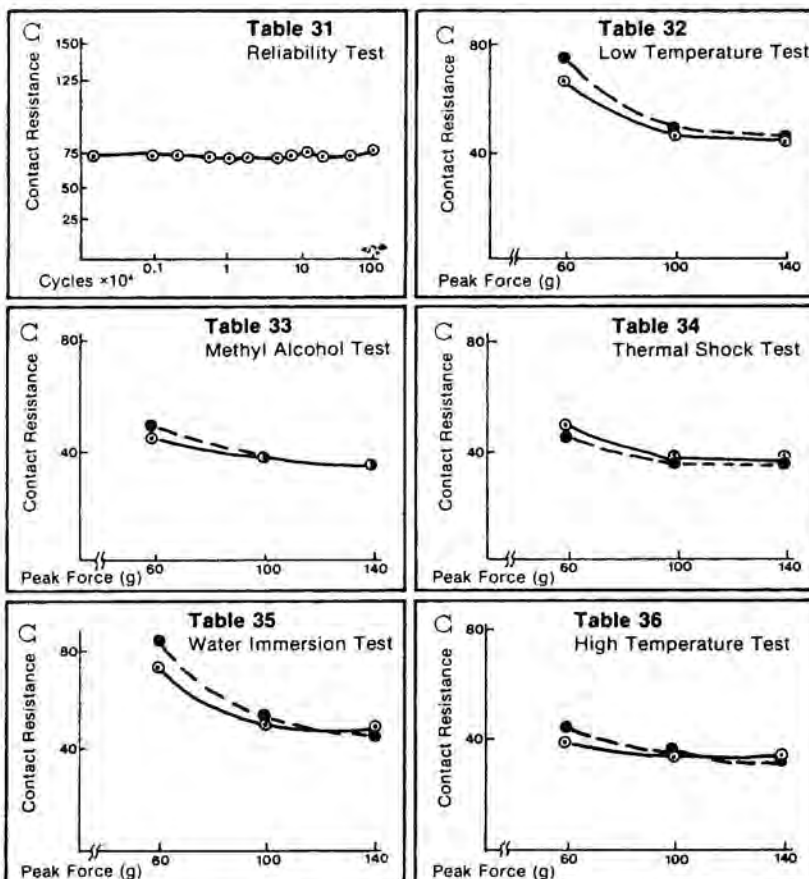 Table 31
Reliability Test
Contact Resistance Ω
150
125
75
50
25
0.1
1
10
100
Cycles ×10⁴
Table 32
Low Temperature Test
Contact Resistance Ω
80
40
60
100
140
Peak Force (g)
Table 33
Methyl Alcohol Test
Contact Resistance Ω
80
40
60
100
140
Peak Force (g)
Table 34
Thermal Shock Test
Contact Resistance Ω
80
40
60
100
140
Peak Force (g)
Table 35
Water Immersion Test
Contact Resistance Ω
80
40
60
100
140
Peak Force (g)
Table 36
High Temperature Test
Contact Resistance Ω
80
40
60
100
140
Peak Force (g)